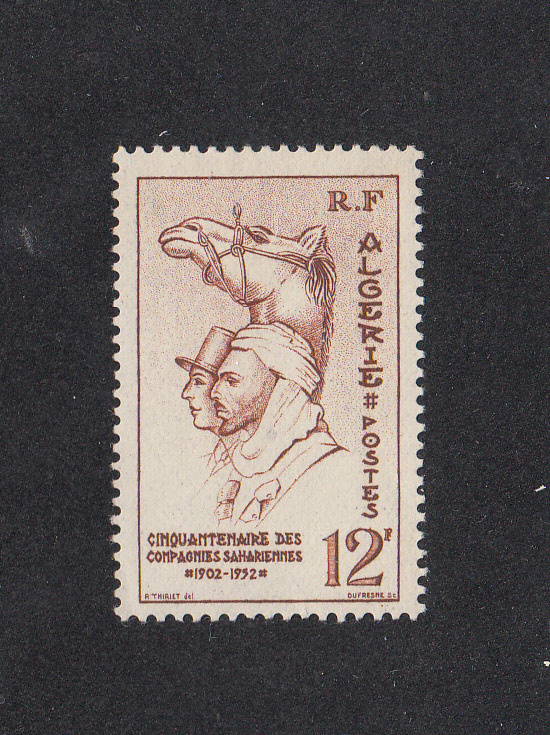 R.F
ALGERIE # POSTES
CINQUANTENAIRE DES
COMPAGNIES SAHARIENNES
#1902-1952#
12F
R. THIRIET del.
DUFRESNE Sc.